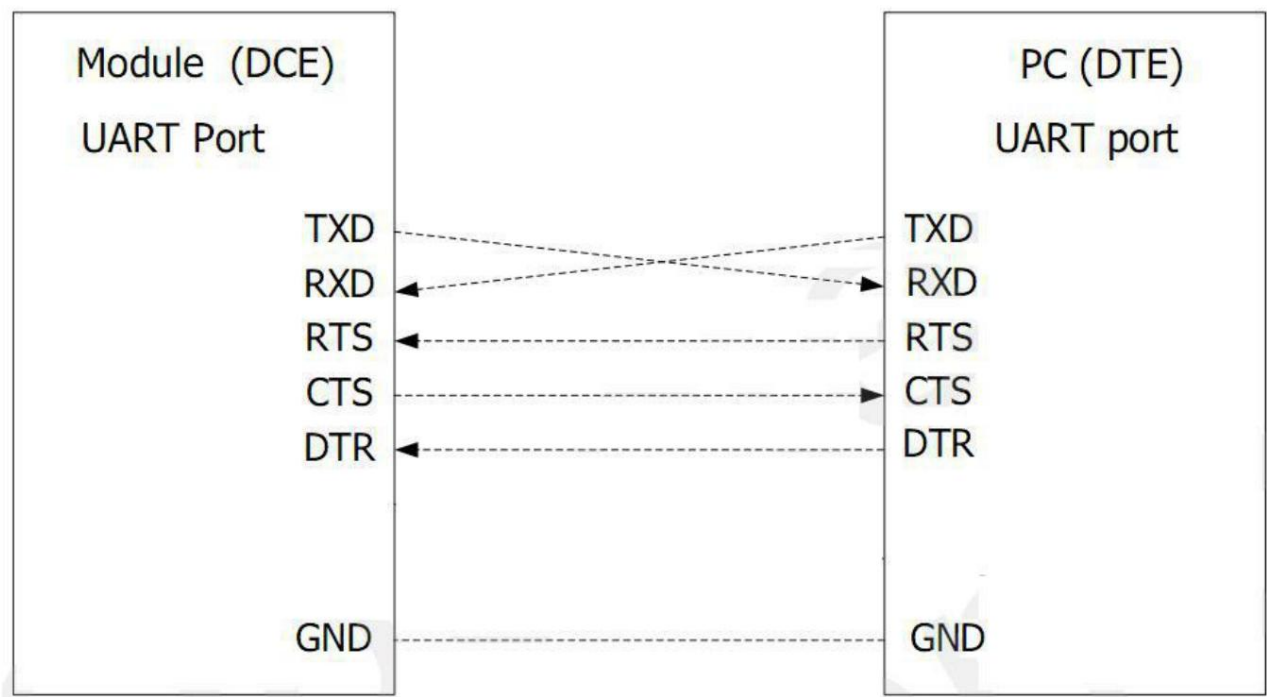 Module (DCE)
UART Port
TXD
RXD
RTS
CTS
DTR
GND
PC (DTE)
UART port
TXD
RXD
RTS
CTS
DTR
GND